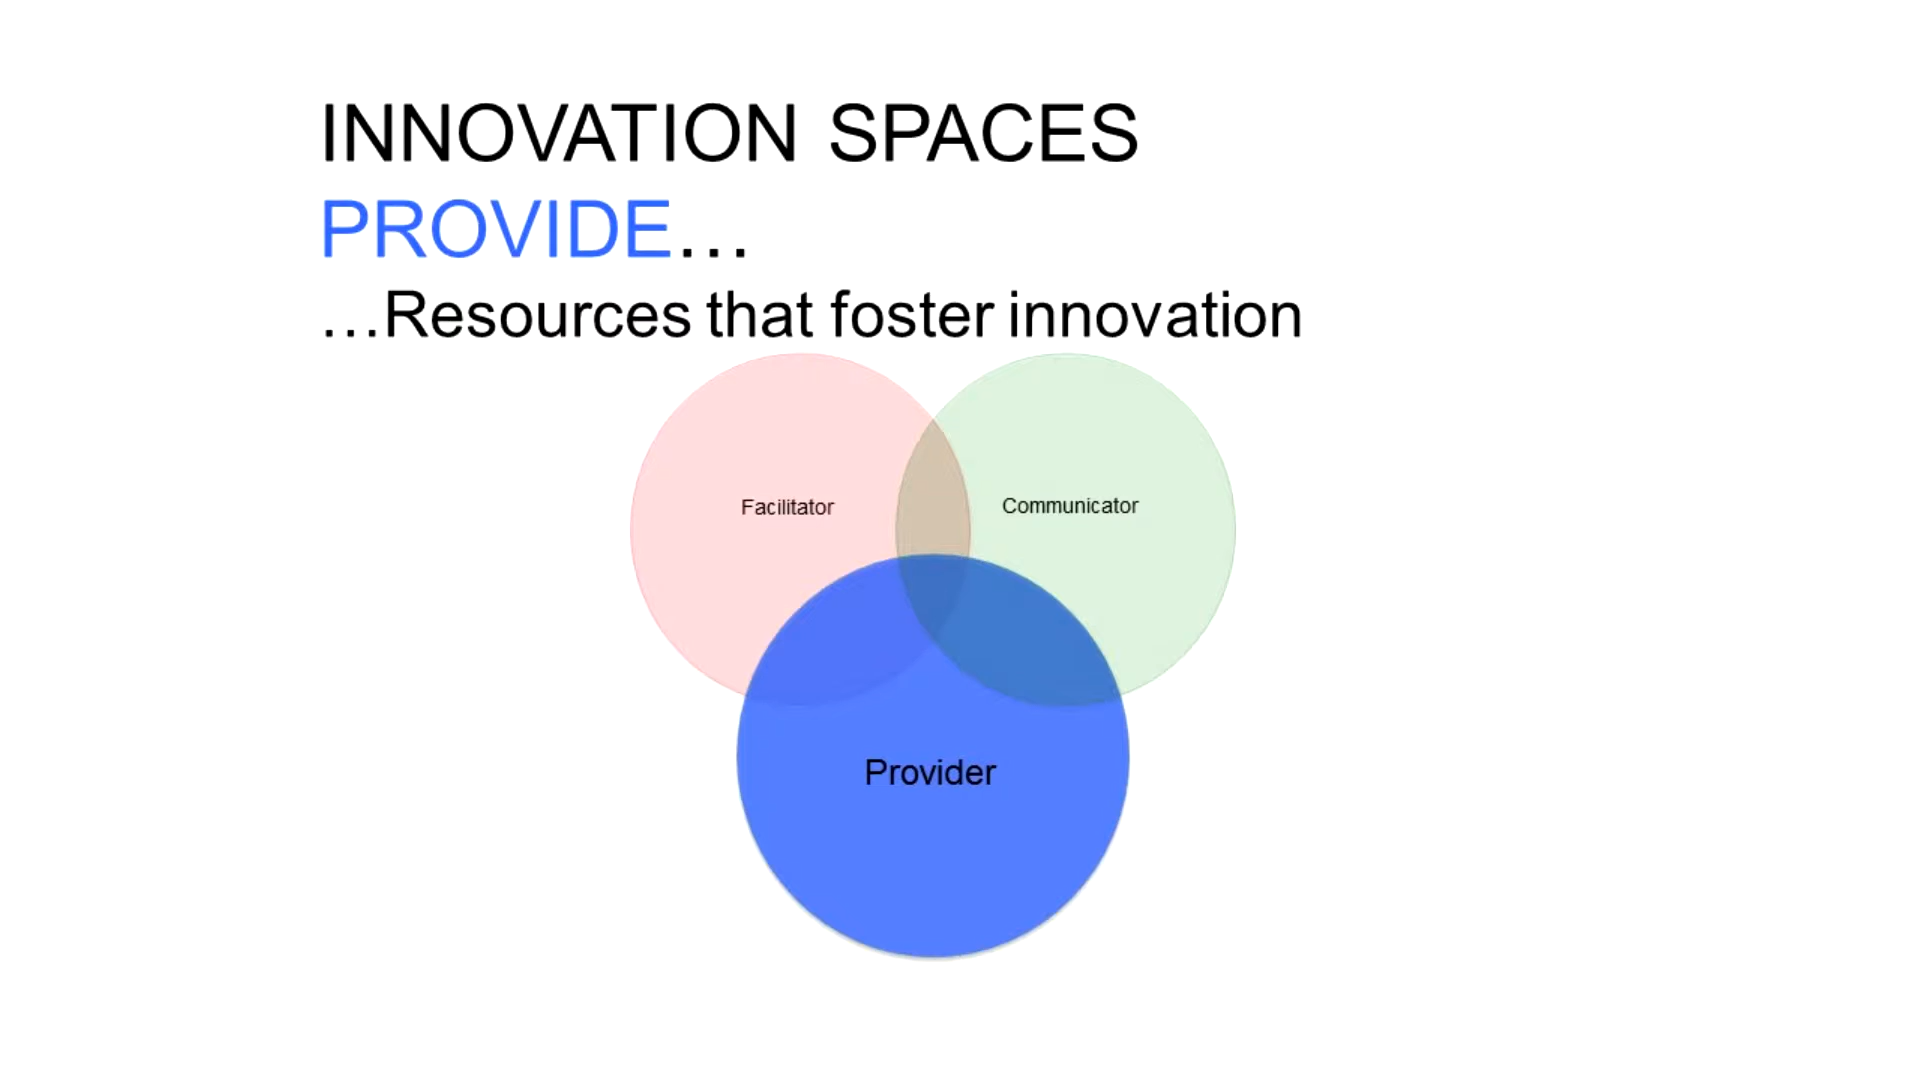 INNOVATION SPACES
PROVIDE…
…Resources that foster innovation
Facilitator
Communicator
Provider